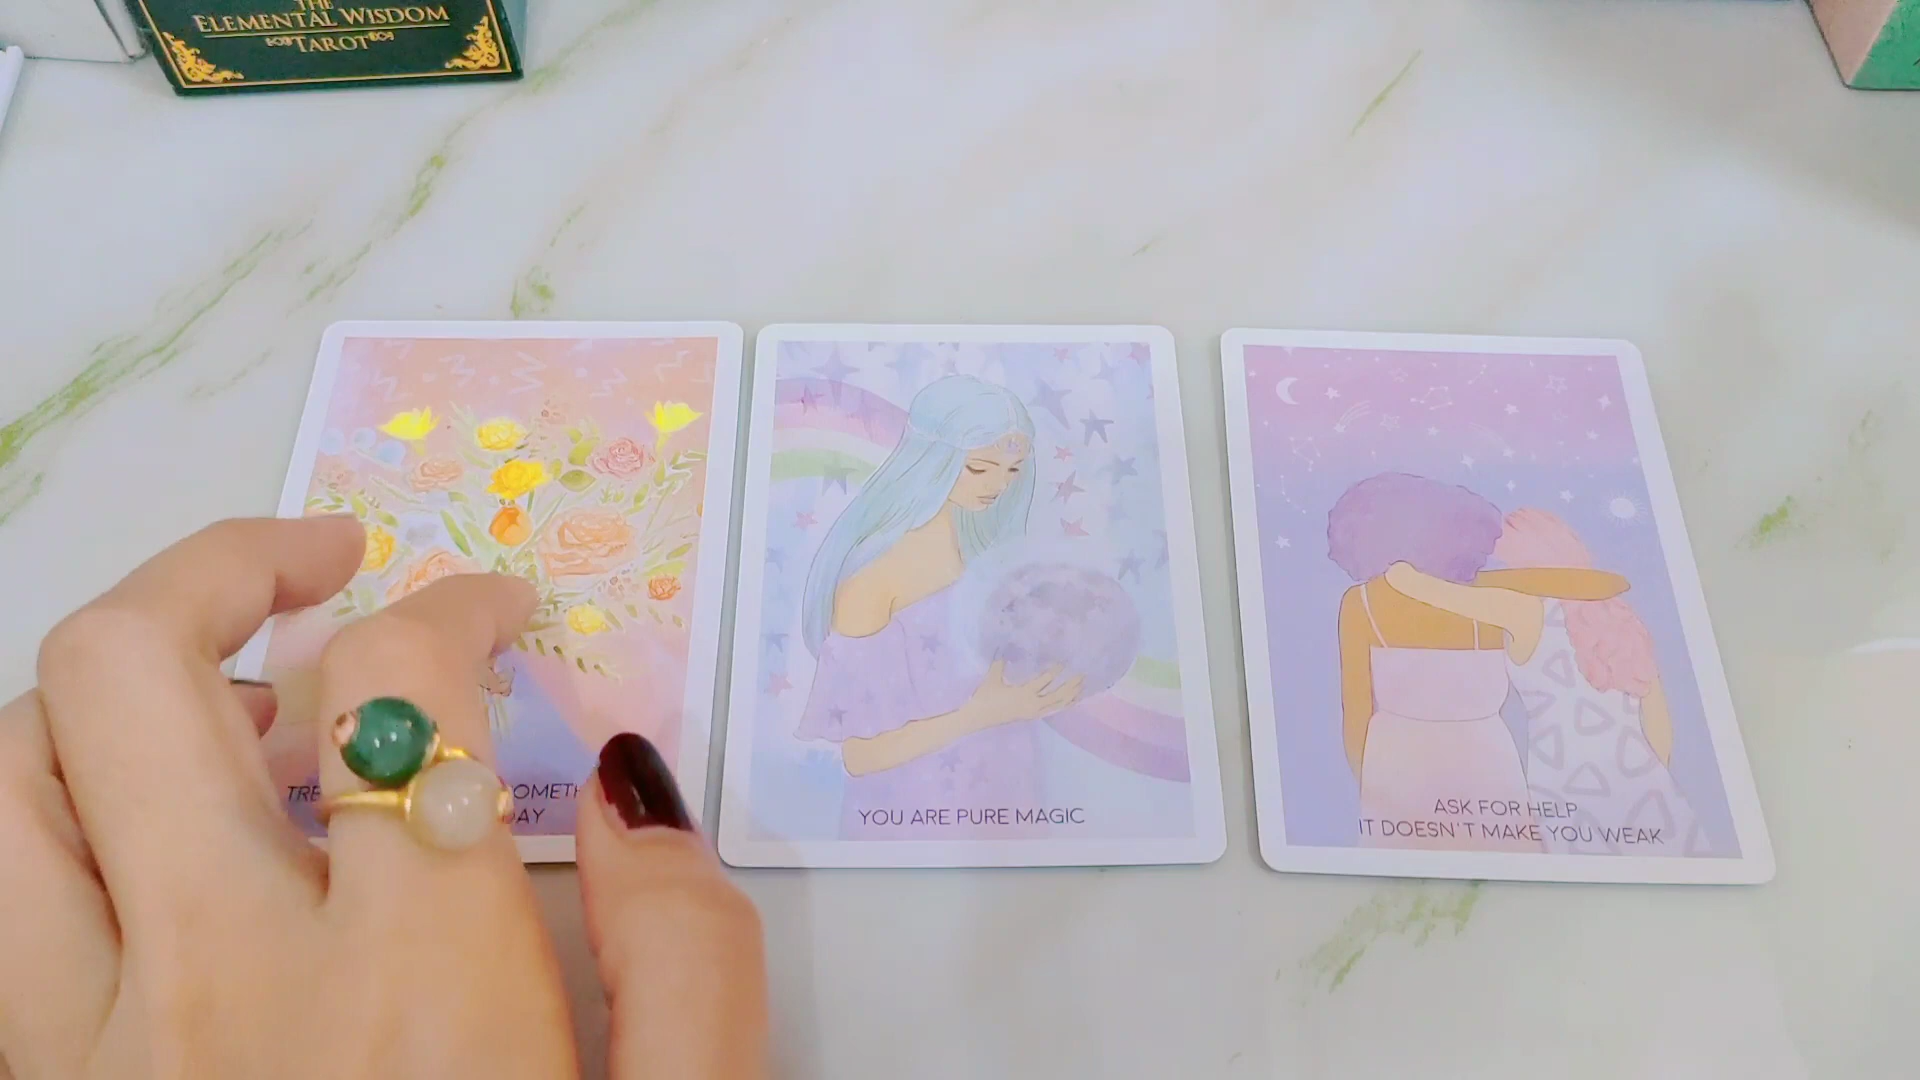 THE
ELEMENTAL WISDOM
TAROT
YOU ARE PURE MAGIC
ASK FOR HELP
IT DOESN'T MAKE YOU WEAK